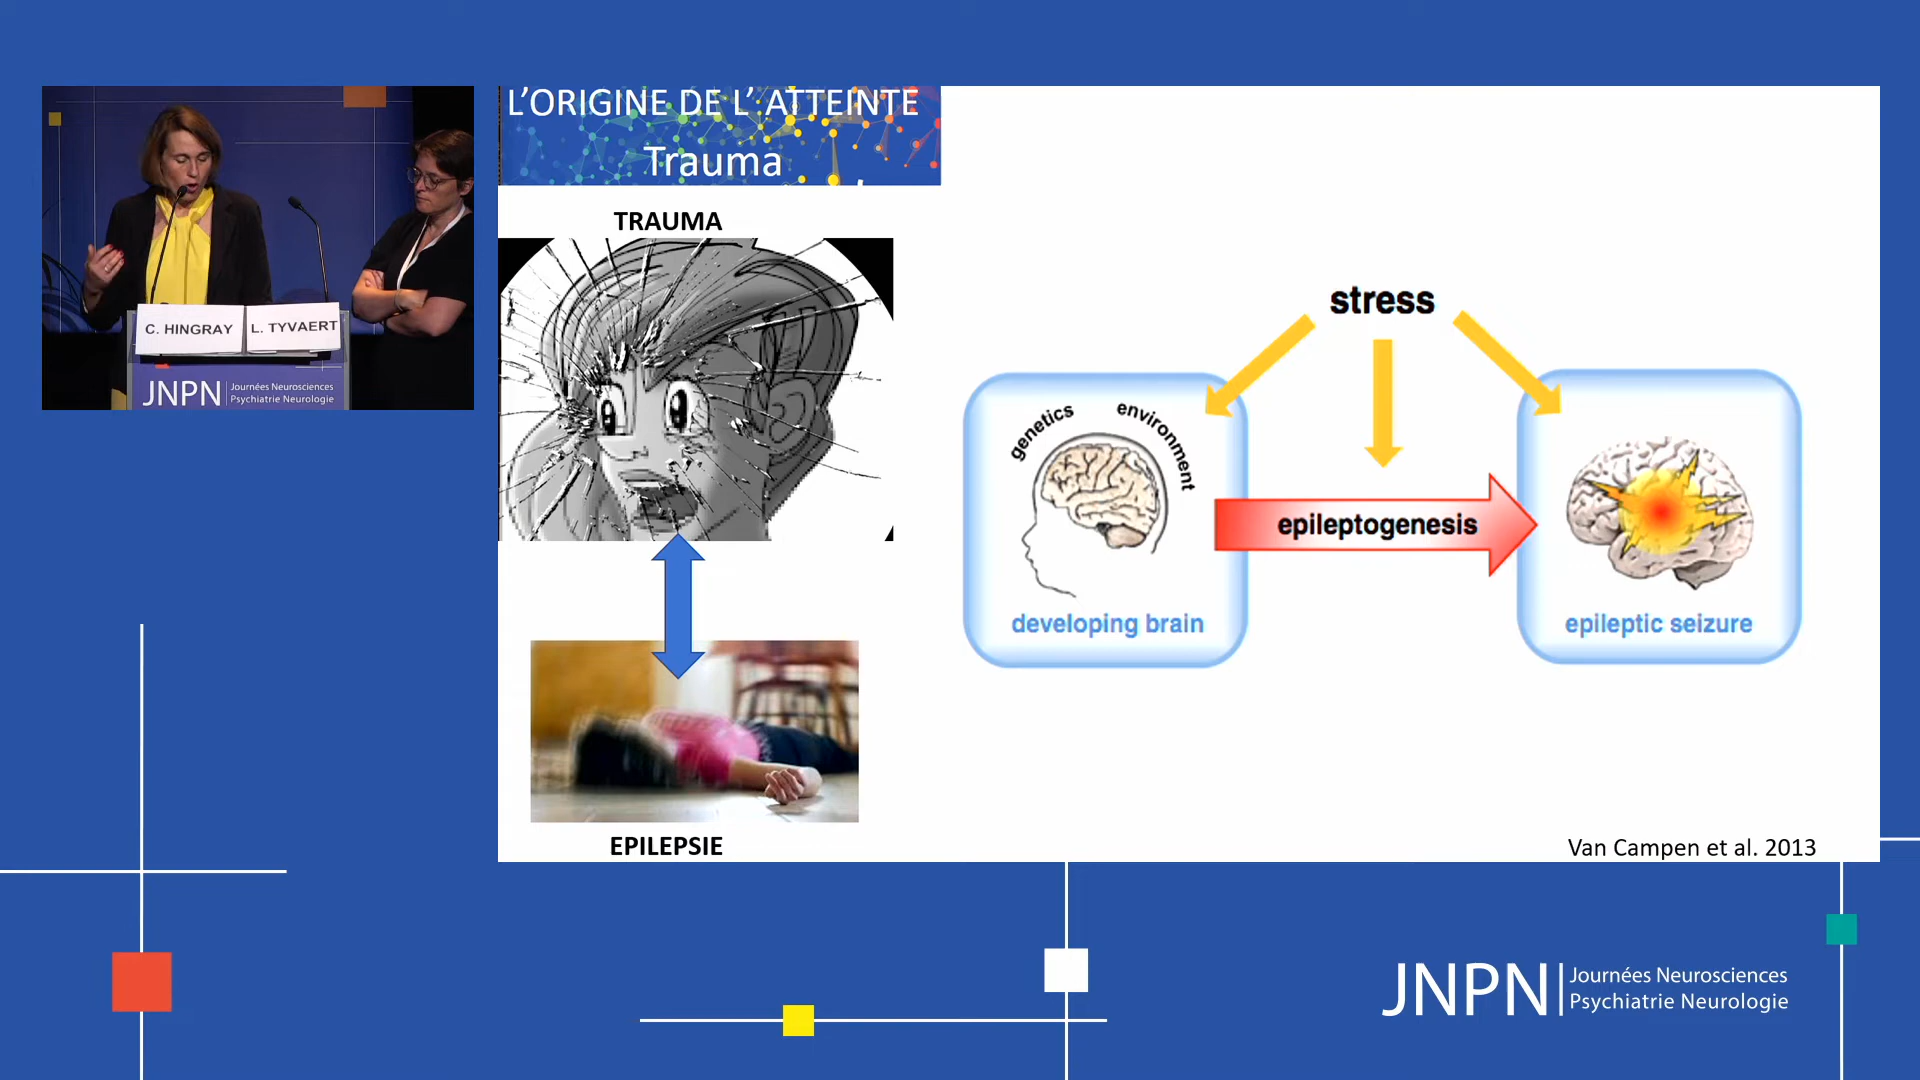 L'ORIGINE DE L' ATTEINTE
Trauma
TRAUMA
EPILEPSIE
stress
genetics
environment
epileptogenesis
developing brain
epileptic seizure
Van Campen et al. 2013
C. HINGRAY
L. TYVAERT
JNPN
Journées Neurosciences
Psychiatrie Neurologie
JNPN
Journées Neurosciences
Psychiatrie Neurologie